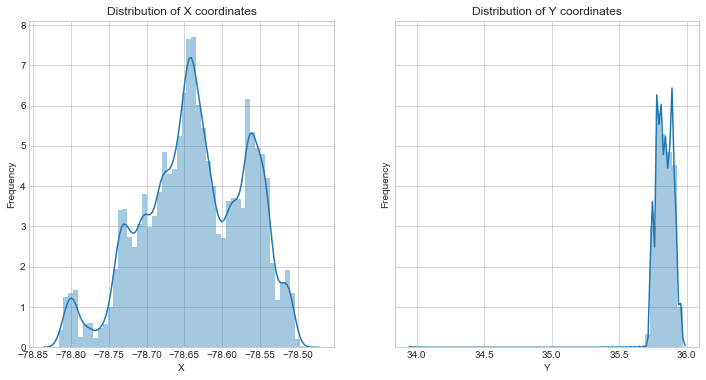 Distribution of X coordinates
Distribution of Y coordinates
8
7
6
5
4
3
2
1
0
Frequency
Frequency
−78.85 −78.80 −78.75 −78.70 −78.65 −78.60 −78.55 −78.50
34.0 34.5 35.0 35.5 36.0
X
Y